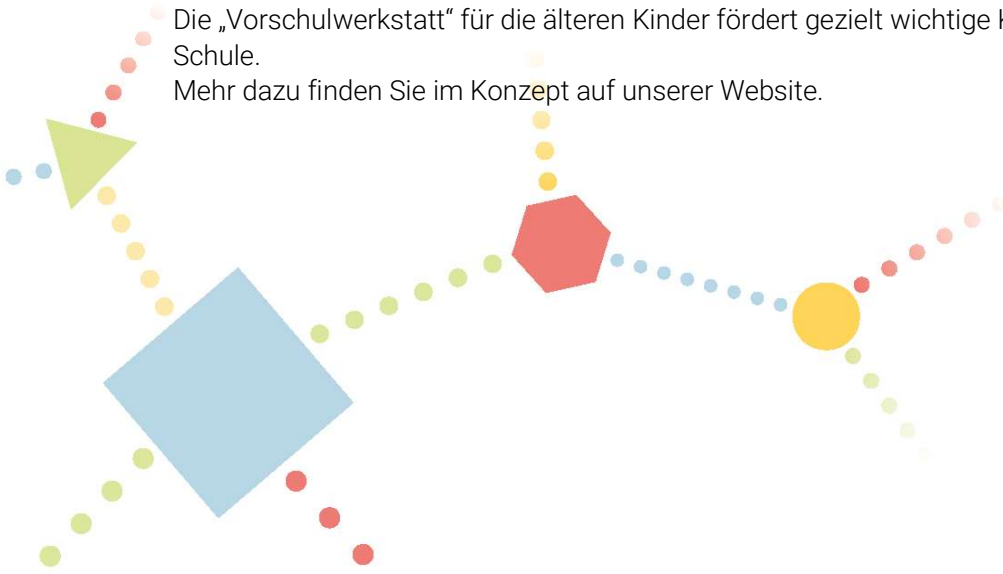 Die „Vorschulwerkstatt“ für die älteren Kinder fördert gezielt wichtige
Schule.
Mehr dazu finden Sie im Konzept auf unserer Website.